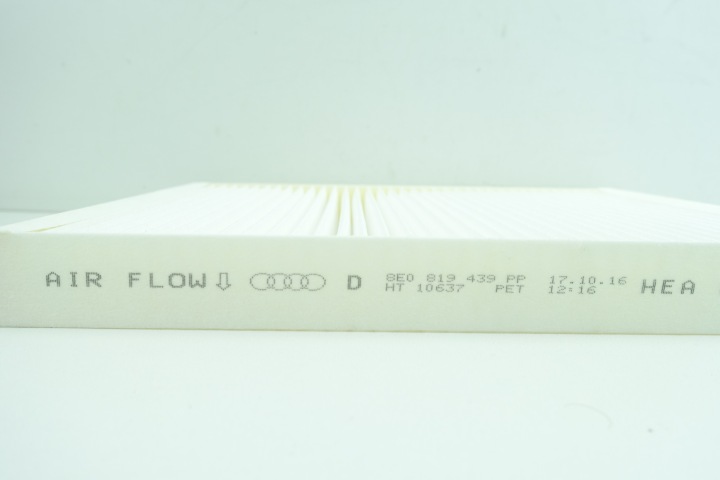 AIR FLOW⇩ D 8E0 819 439 PP 17.10.16 HEA
HT 10637 PET 12:16